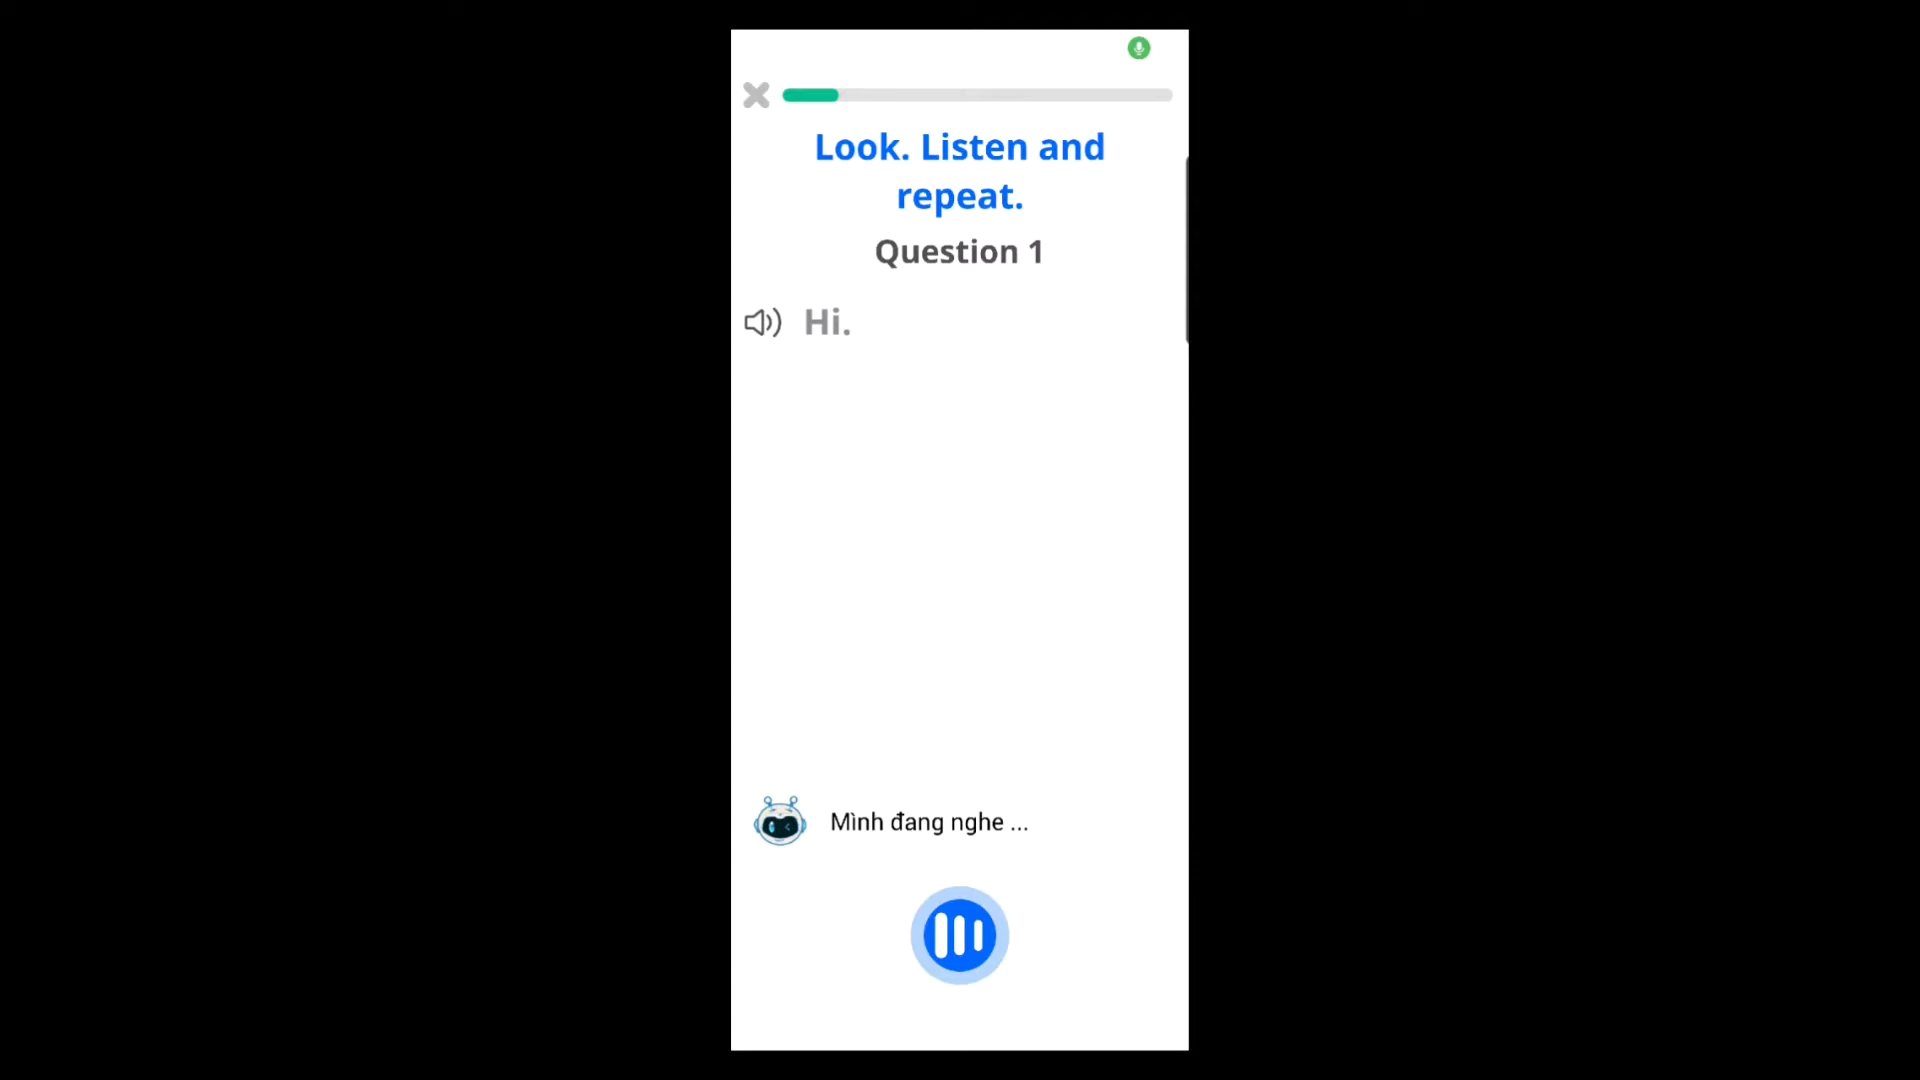 Look. Listen and
repeat.
Question 1
Hi.
Mình đang nghe ...